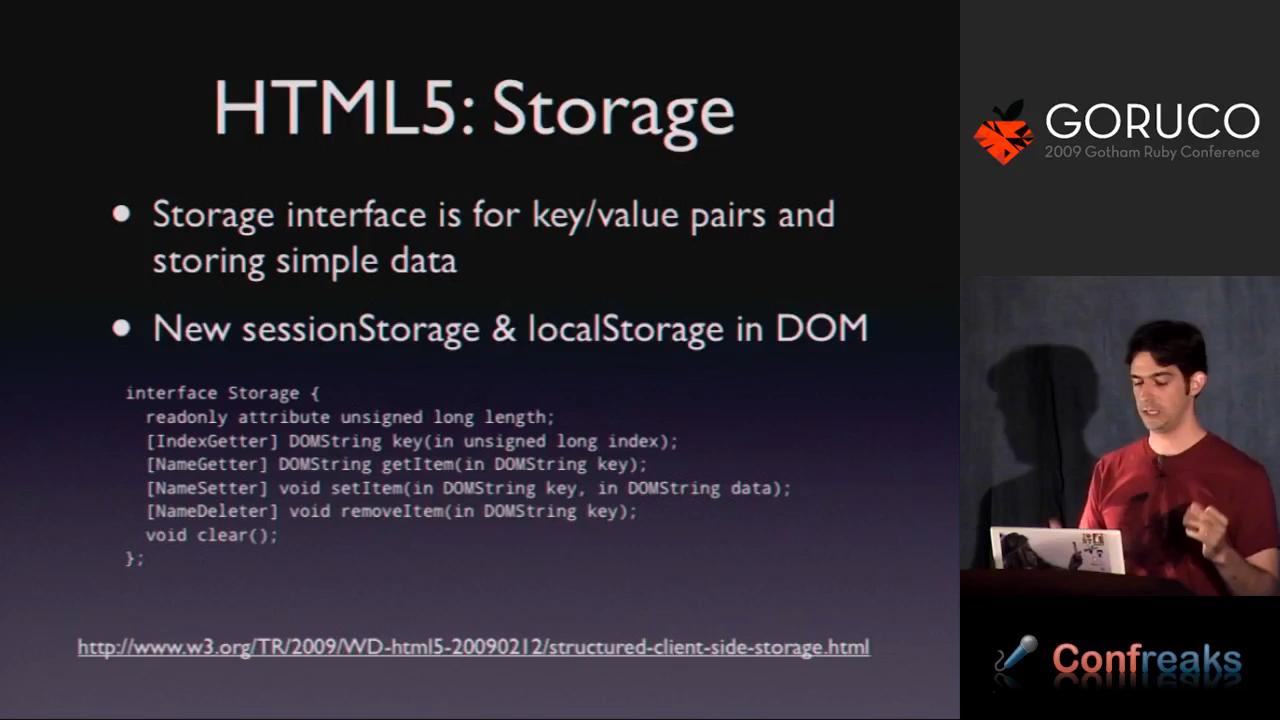 HTML5: Storage
• Storage interface is for key/value pairs and
storing simple data
• New sessionStorage & localStorage in DOM
interface Storage {
readonly attribute unsigned long length;
[IndexGetter] DOMString key(in unsigned long index);
[NameGetter] DOMString getItem(in DOMString key);
[NameSetter] void setItem(in DOMString key, in DOMString data);
[NameDeleter] void removeItem(in DOMString key);
void clear();
};
http://www.w3.org/TR/2009/WD-html5-20090212/structured-client-side-storage.html
GORUCO
2009 Gotham Ruby Conference
Confreaks